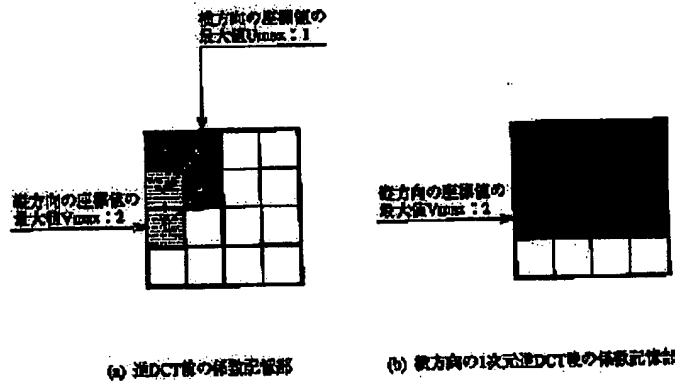 横方向の座標値の
最大値Umax:1
縦方向の座標値の
最大値Vmax:2
縦方向の座標値の
最大値Vmax:2
(a) 逆DCT前の係数記憶部
(b) 横方向の1次元逆DCT後の係数記憶部